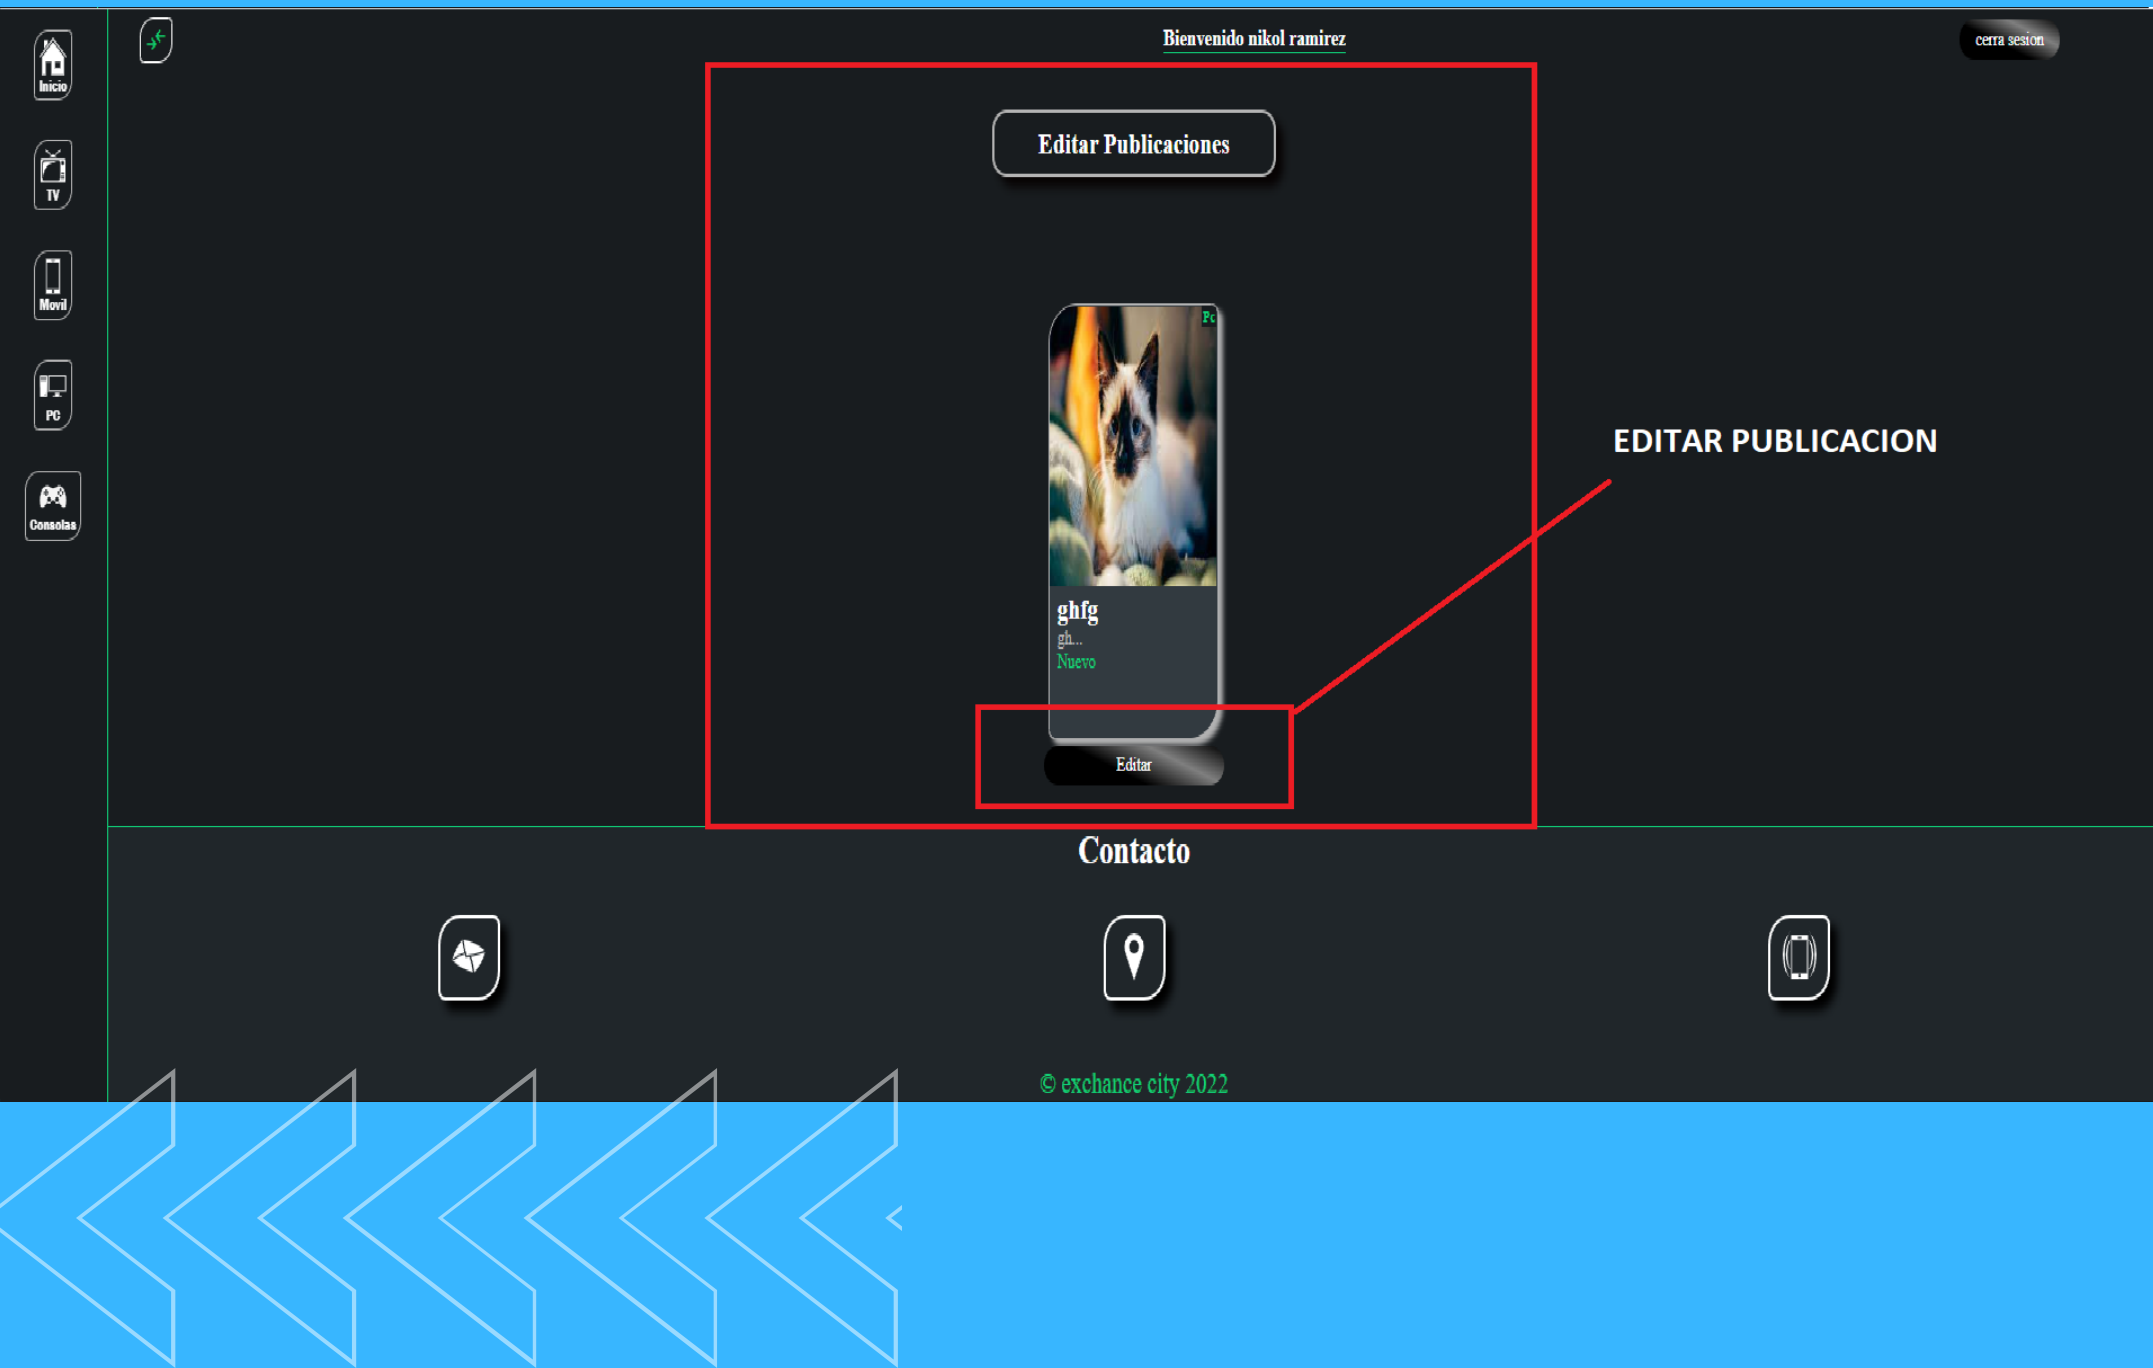 Bienvenido nikol ramirez
cerra sesion
Inicio
TV
Movil
PC
Consolas
Editar Publicaciones
Pc
ghfg
gh...
Nuevo
Editar
EDITAR PUBLICACION
Contacto
© exchance city 2022